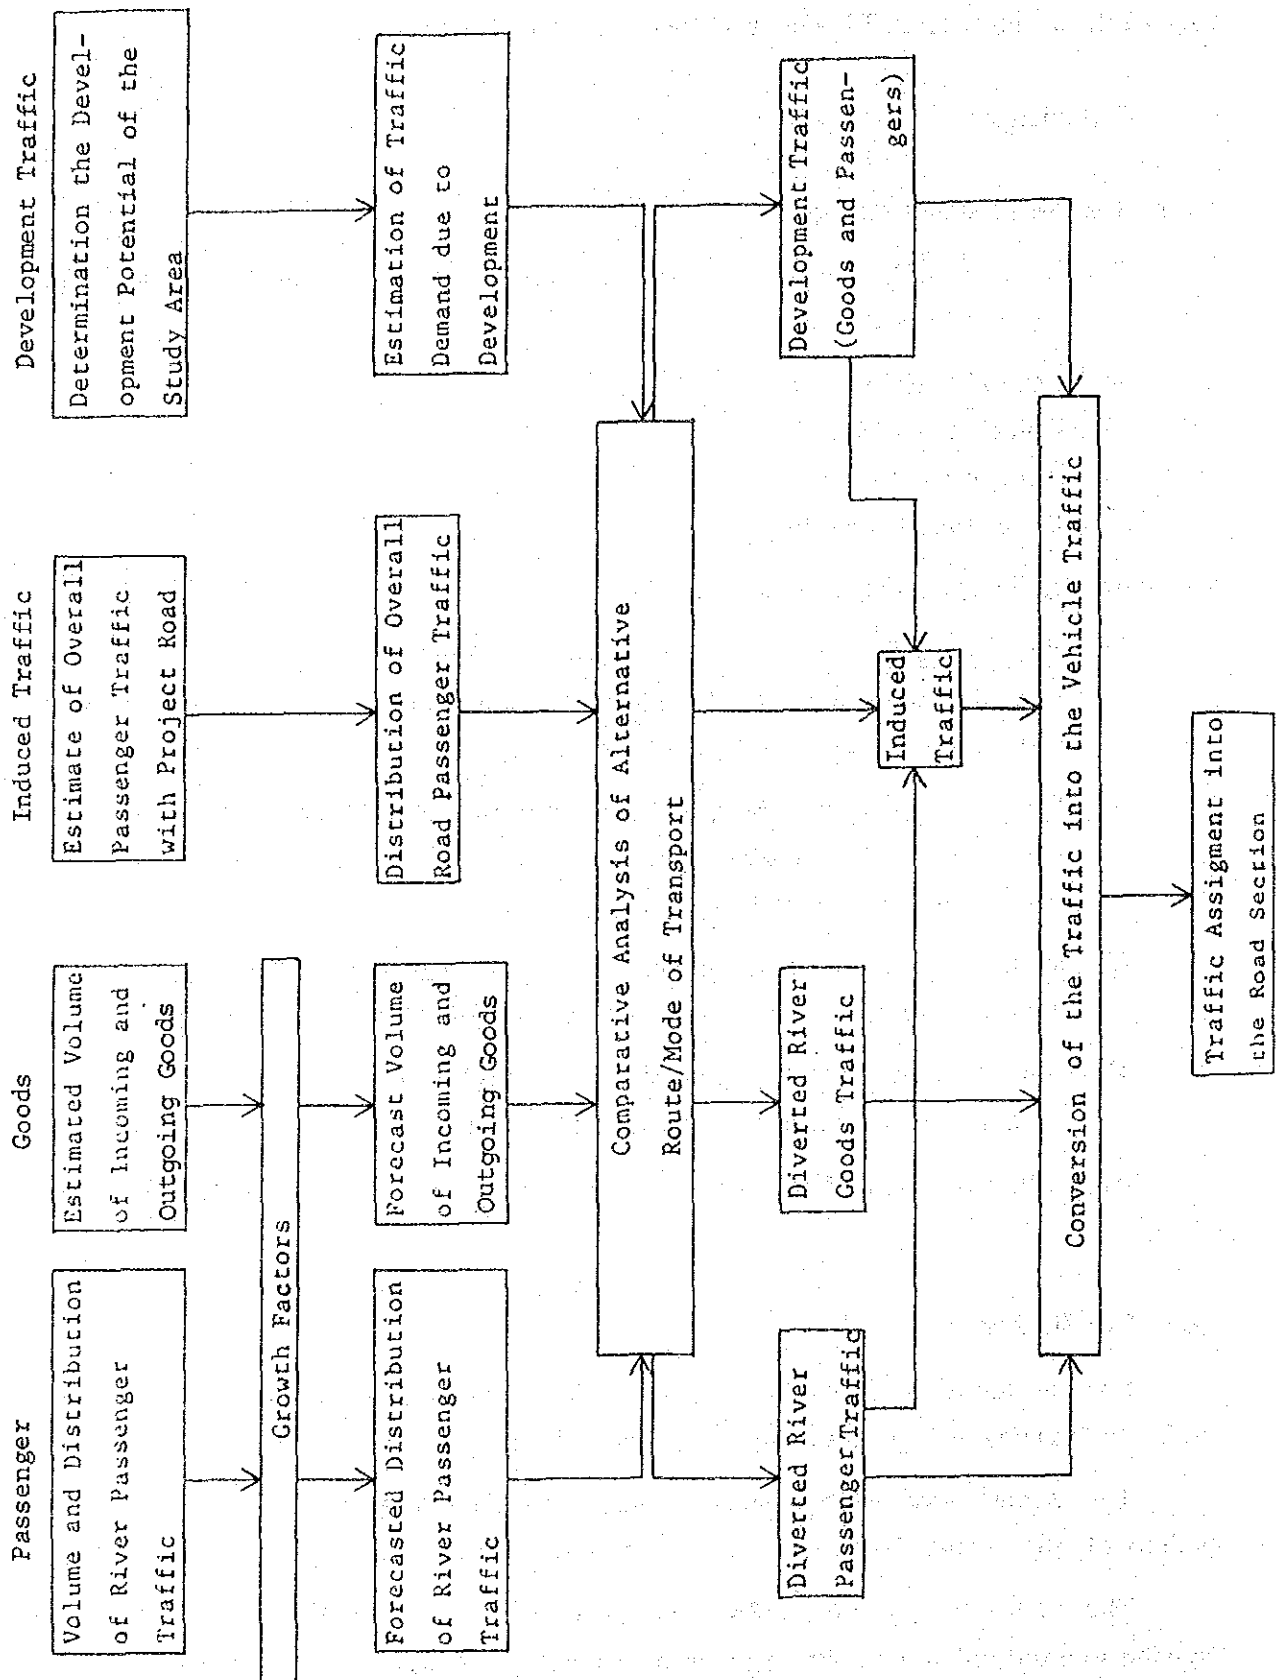 Passenger
Goods
Induced Traffic
Development Traffic
Volume and Distribution
of River Passenger
Traffic
Estimated Volume
of Incoming and
Outgoing Goods
Estimate of Overall
Passenger Traffic
with Project Road
Determination the Devel-
opment Potential of the
Study Area
Growth Factors
Forecasted Distribution
of River Passenger
Traffic
Forecast Volume
of Incoming and
Outgoing Goods
Distribution of Overall
Road Passenger Traffic
Estimation of Traffic
Demand due to
Development
Comparative Analysis of Alternative
Route/Mode of Transport
Diverted River
Passenger Traffic
Diverted River
Goods Traffic
Induced
Traffic
Development Traffic
(Goods and Passen-
gers)
Conversion of the Traffic into the Vehicle Traffic
Traffic Assigment into
the Road Section